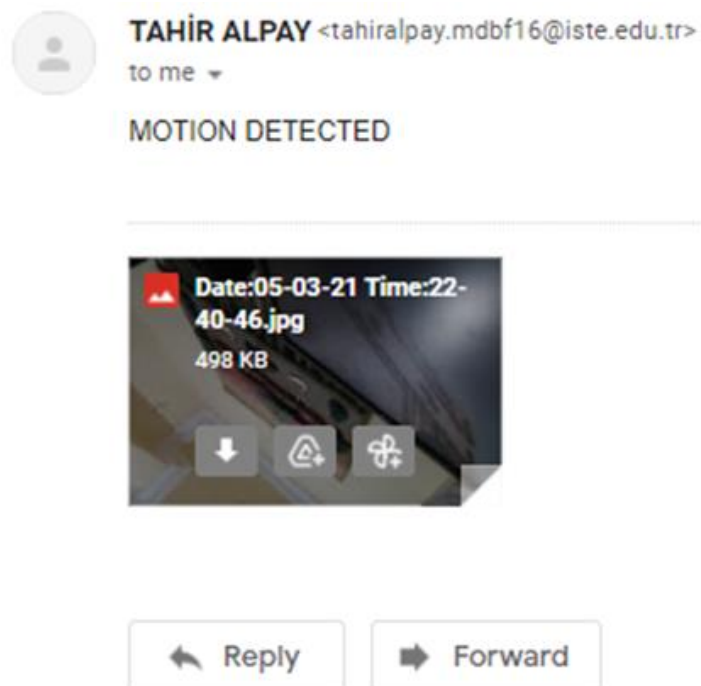 TAHİR ALPAY <tahiralpay.mdbf16@iste.edu.tr>
to me
MOTION DETECTED
Date:05-03-21 Time:22-
40-46.jpg
498 KB
Reply
Forward